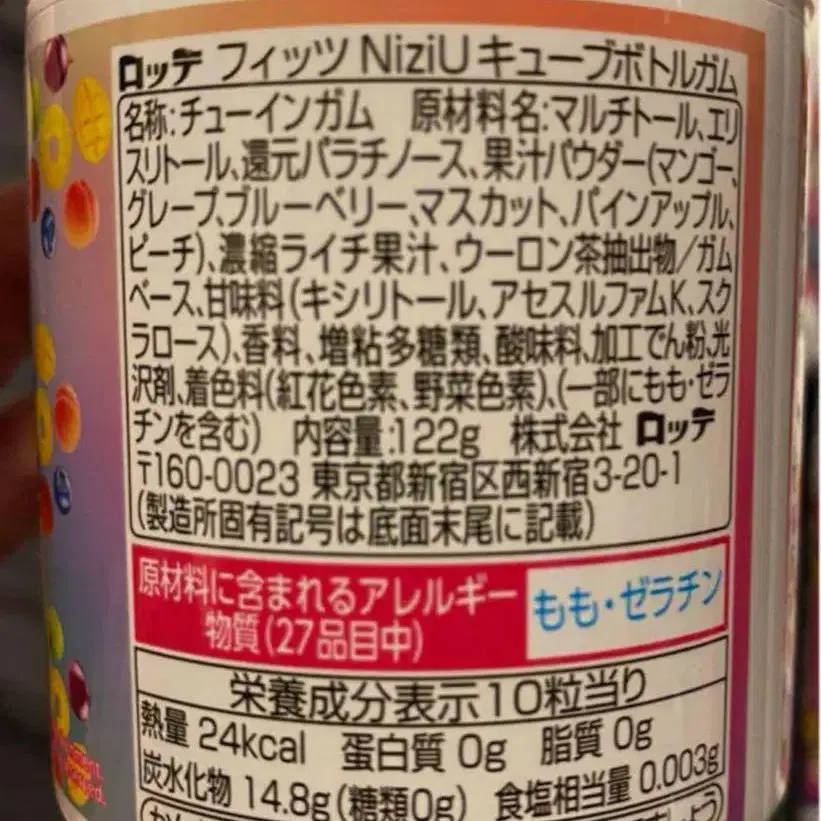 ロッテ フィッツ NiziU キューブボトルガム
名称:チューインガム 原材料名:マルチトール、エリ
スリトール、還元パラチノース、果汁パウダー(マンゴー、
グレープ、ブルーベリー、マスカット、パインアップル、
ピーチ)、濃縮ライチ果汁、ウーロン茶抽出物/ガム
ベース、甘味料(キシリトール、アセスルファムK、スク
ラロース)、香料、増粘多糖類、酸味料、加工でん粉、光
沢剤、着色料(紅花色素、野菜色素)、(一部にもも・ゼラ
チンを含む) 内容量:122g 株式会社 ロッテ
〒160-0023 東京都新宿区西新宿3-20-1
(製造所固有記号は底面末尾に記載)
原材料に含まれるアレルギー
物質(27品目中)
もも・ゼラチン
栄養成分表示10粒当り
熱量 24kcal 蛋白質 0g 脂質 0g
炭水化物 14.8g(糖類0g) 食塩相当量 0.003g